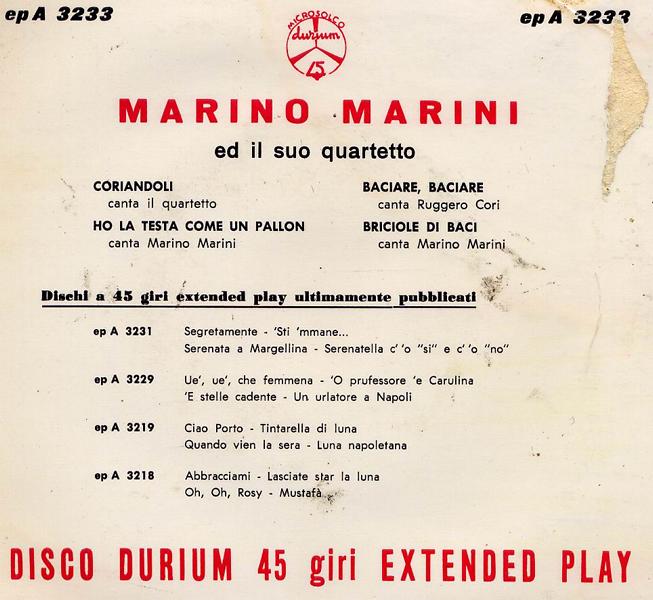 ep A 3233
ep A 3233
MICROSOLCO
durium
45
MARINO MARINI
ed il suo quartetto
CORIANDOLI
canta il quartetto
HO LA TESTA COME UN PALLON
canta Marino Marini
BACIARE, BACIARE
canta Ruggero Cori
BRICIOLE DI BACI
canta Marino Marini
Dischi a 45 giri extended play ultimamente pubblicati
ep A 3231 Segretamente - 'Sti 'mmane...
Serenata a Margellina - Serenatella c' 'o "si" e c' 'o "no"
ep A 3229 Ue', ue', che femmena - 'O prufessore 'e Carulina
'E stelle cadente - Un urlatore a Napoli
ep A 3219 Ciao Porto - Tintarella di luna
Quando vien la sera - Luna napoletana
ep A 3218 Abbracciami - Lasciate star la luna
Oh, Oh, Rosy - Mustafà
DISCO DURIUM 45 giri EXTENDED PLAY